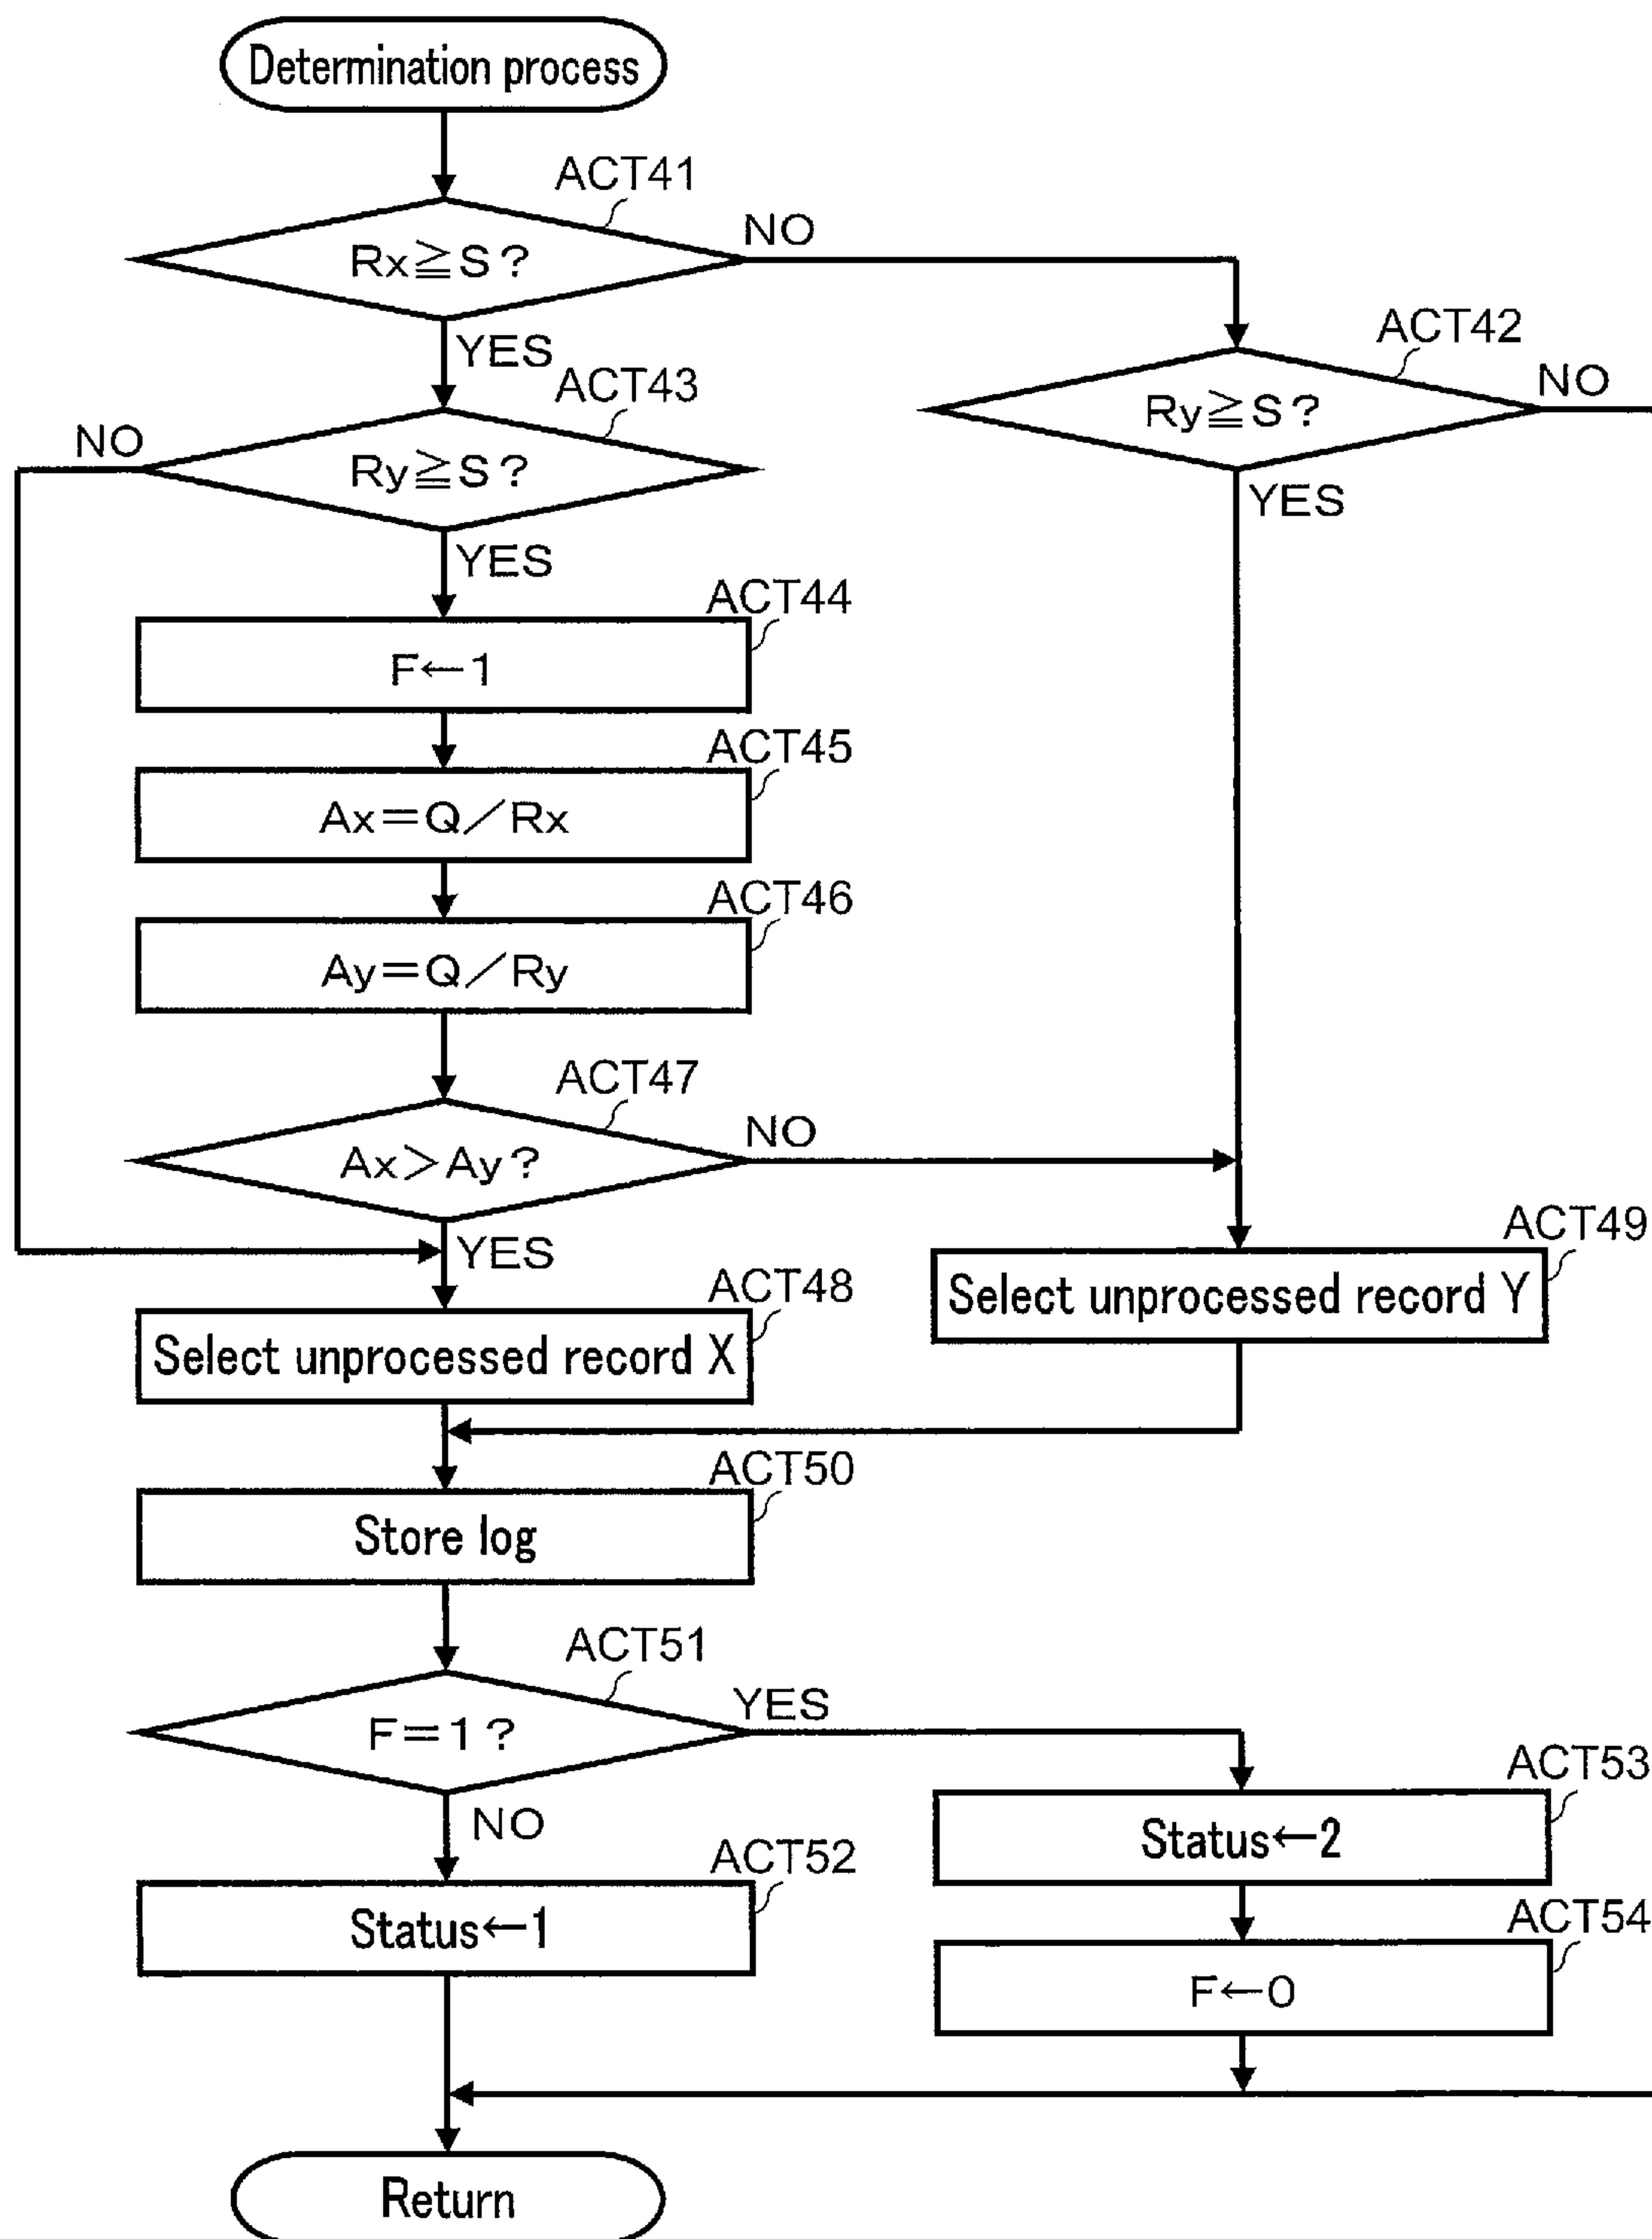 Determination process
ACT41
Rx≧S?
NO
YES
ACT42
Ry≧S?
NO
YES
ACT43
NO
Ry≧S?
YES
ACT44
F←1
ACT45
Ax=Q/Rx
ACT46
Ay=Q/Ry
ACT47
Ax>Ay?
NO
YES
ACT49
Select unprocessed record Y
ACT48
Select unprocessed record X
ACT50
Store log
ACT51
F=1?
YES
NO
ACT53
Status←2
ACT52
Status←1
ACT54
F←0
Return